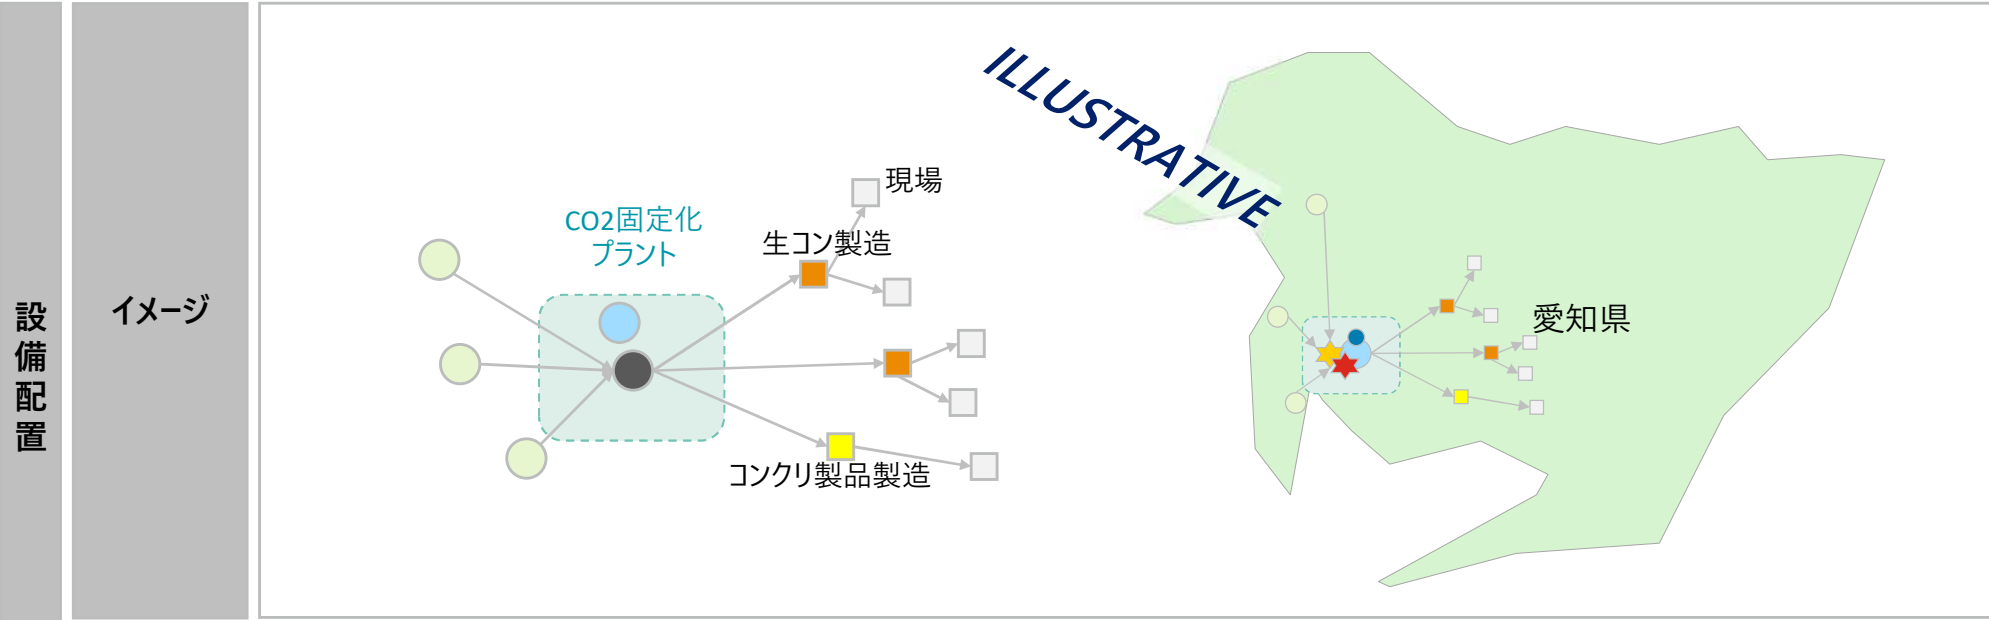 設備配置
イメージ
CO2固定化
プラント
生コン製造
現場
コンクリ製品製造
ILLUSTRATIVE
愛知県